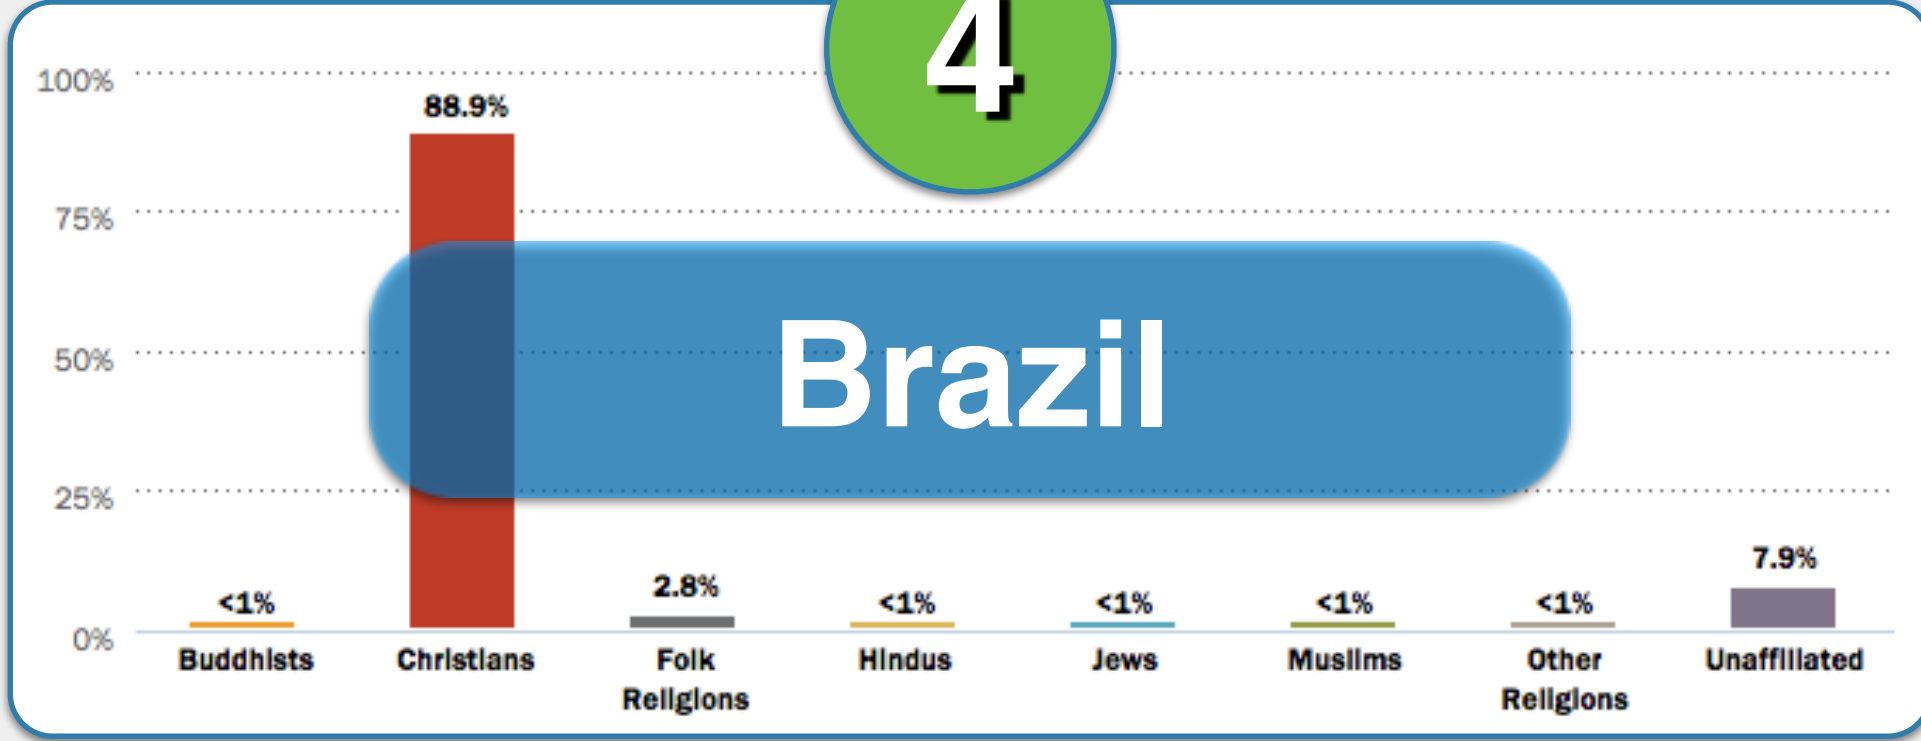 4
100%
88.9%
75%
Brazil
50%
25%
7.9%
2.8%
<1%
<1%
<1%
<1%
<1%
0%
Buddhists
Christians
Folk
Religions
Hindus
Jews
Muslims
Other
Religions
Unaffiliated